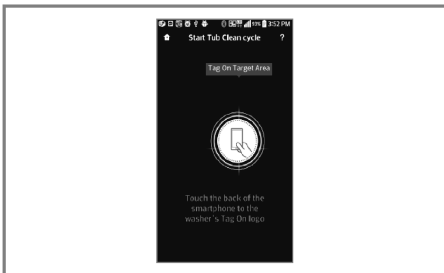 3:52 PM
Start Tub Clean cycle ?
Tag On Target Area
Touch the back of the
smartphone to the
washer's Tag On logo